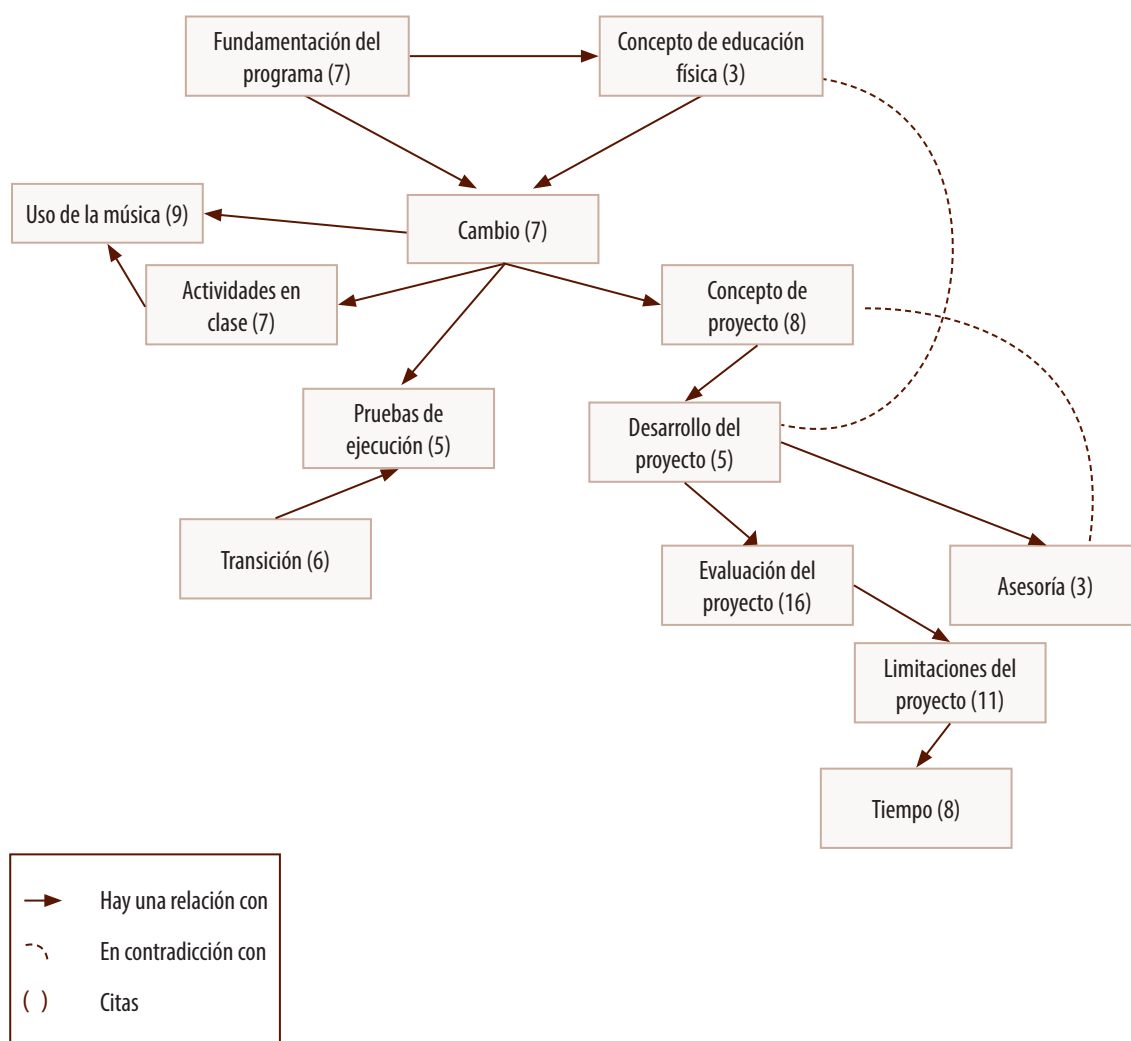 Fundamentación del
programa (7)
Concepto de educación
física (3)
Uso de la música (9)
Cambio (7)
Actividades en
clase (7)
Concepto de
proyecto (8)
Pruebas de
ejecución (5)
Desarrollo del
proyecto (5)
Transición (6)
Evaluación del
proyecto (16)
Asesoría (3)
Limitaciones del
proyecto (11)
Tiempo (8)
Hay una relación con
En contradicción con
( ) Citas